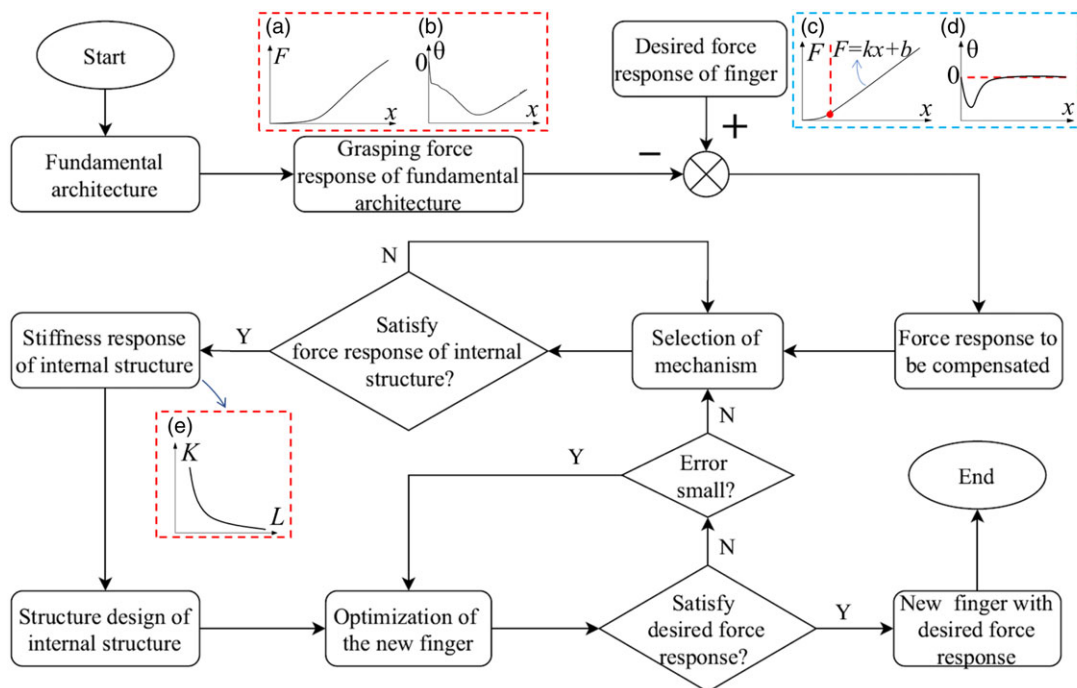 Start
(a)
F
x
(b)
θ
0
x
Desired force
response of finger
(c)
F
F=kx+b
x
(d)
θ
0
x
Fundamental
architecture
Grasping force
response of fundamental
architecture
−
+
N
Stiffness response
of internal structure
Y
Satisfy
force response of internal
structure?
Selection of
mechanism
Force response to
be compensated
(e)
K
L
N
Y
Error
small?
End
N
Structure design of
internal structure
Optimization of
the new finger
Satisfy
desired force
response?
Y
New finger with
desired force
response